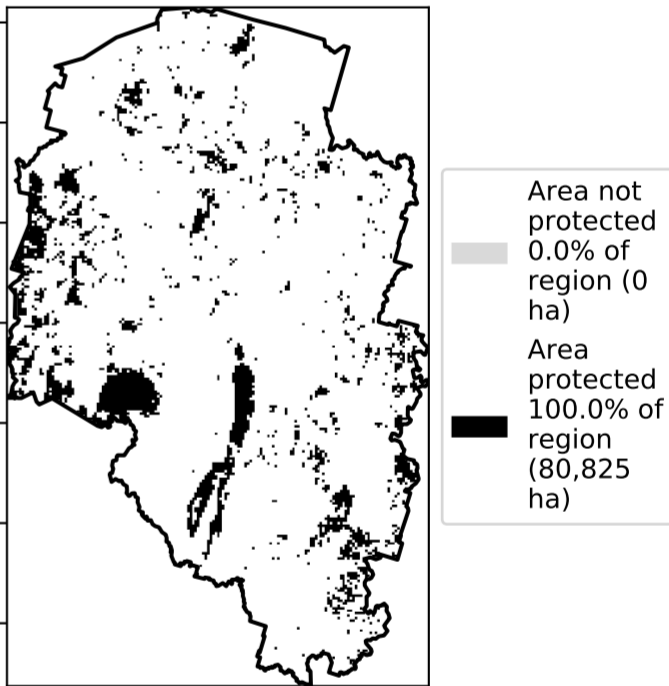 Area not
protected
0.0% of
region (0
ha)
Area
protected
100.0% of
region
(80,825
ha)